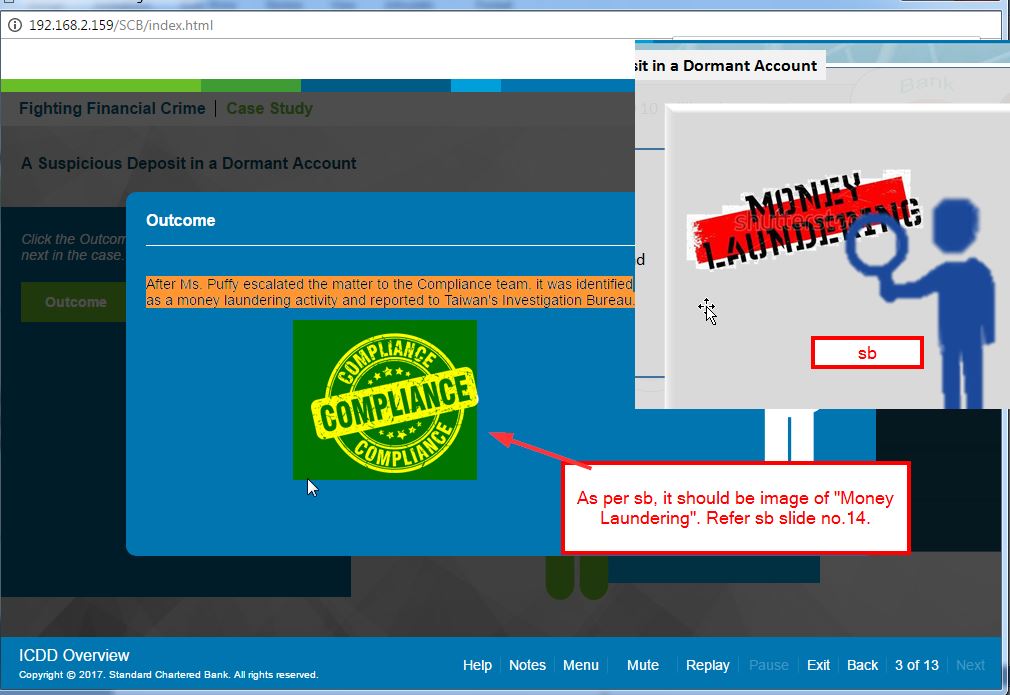 192.168.2.159/SCB/index.html
Fighting Financial Crime | Case Study
A Suspicious Deposit in a Dormant Account
Click the Outcom
next in the case.
Outcome
Outcome
After Ms. Puffy escalated the matter to the Compliance team, it was identified
as a money laundering activity and reported to Taiwan's Investigation Bureau.
COMPLIANCE
COMPLIANCE
COMPLIANCE
sit in a Dormant Account
Bank
10
d
MONEY
LAUNDERING
shutterstock
sb
As per sb, it should be image of "Money
Laundering". Refer sb slide no.14.
ICDD Overview
Copyright © 2017. Standard Chartered Bank. All rights reserved.
Help Notes Menu Mute Replay Pause Exit Back 3 of 13 Next